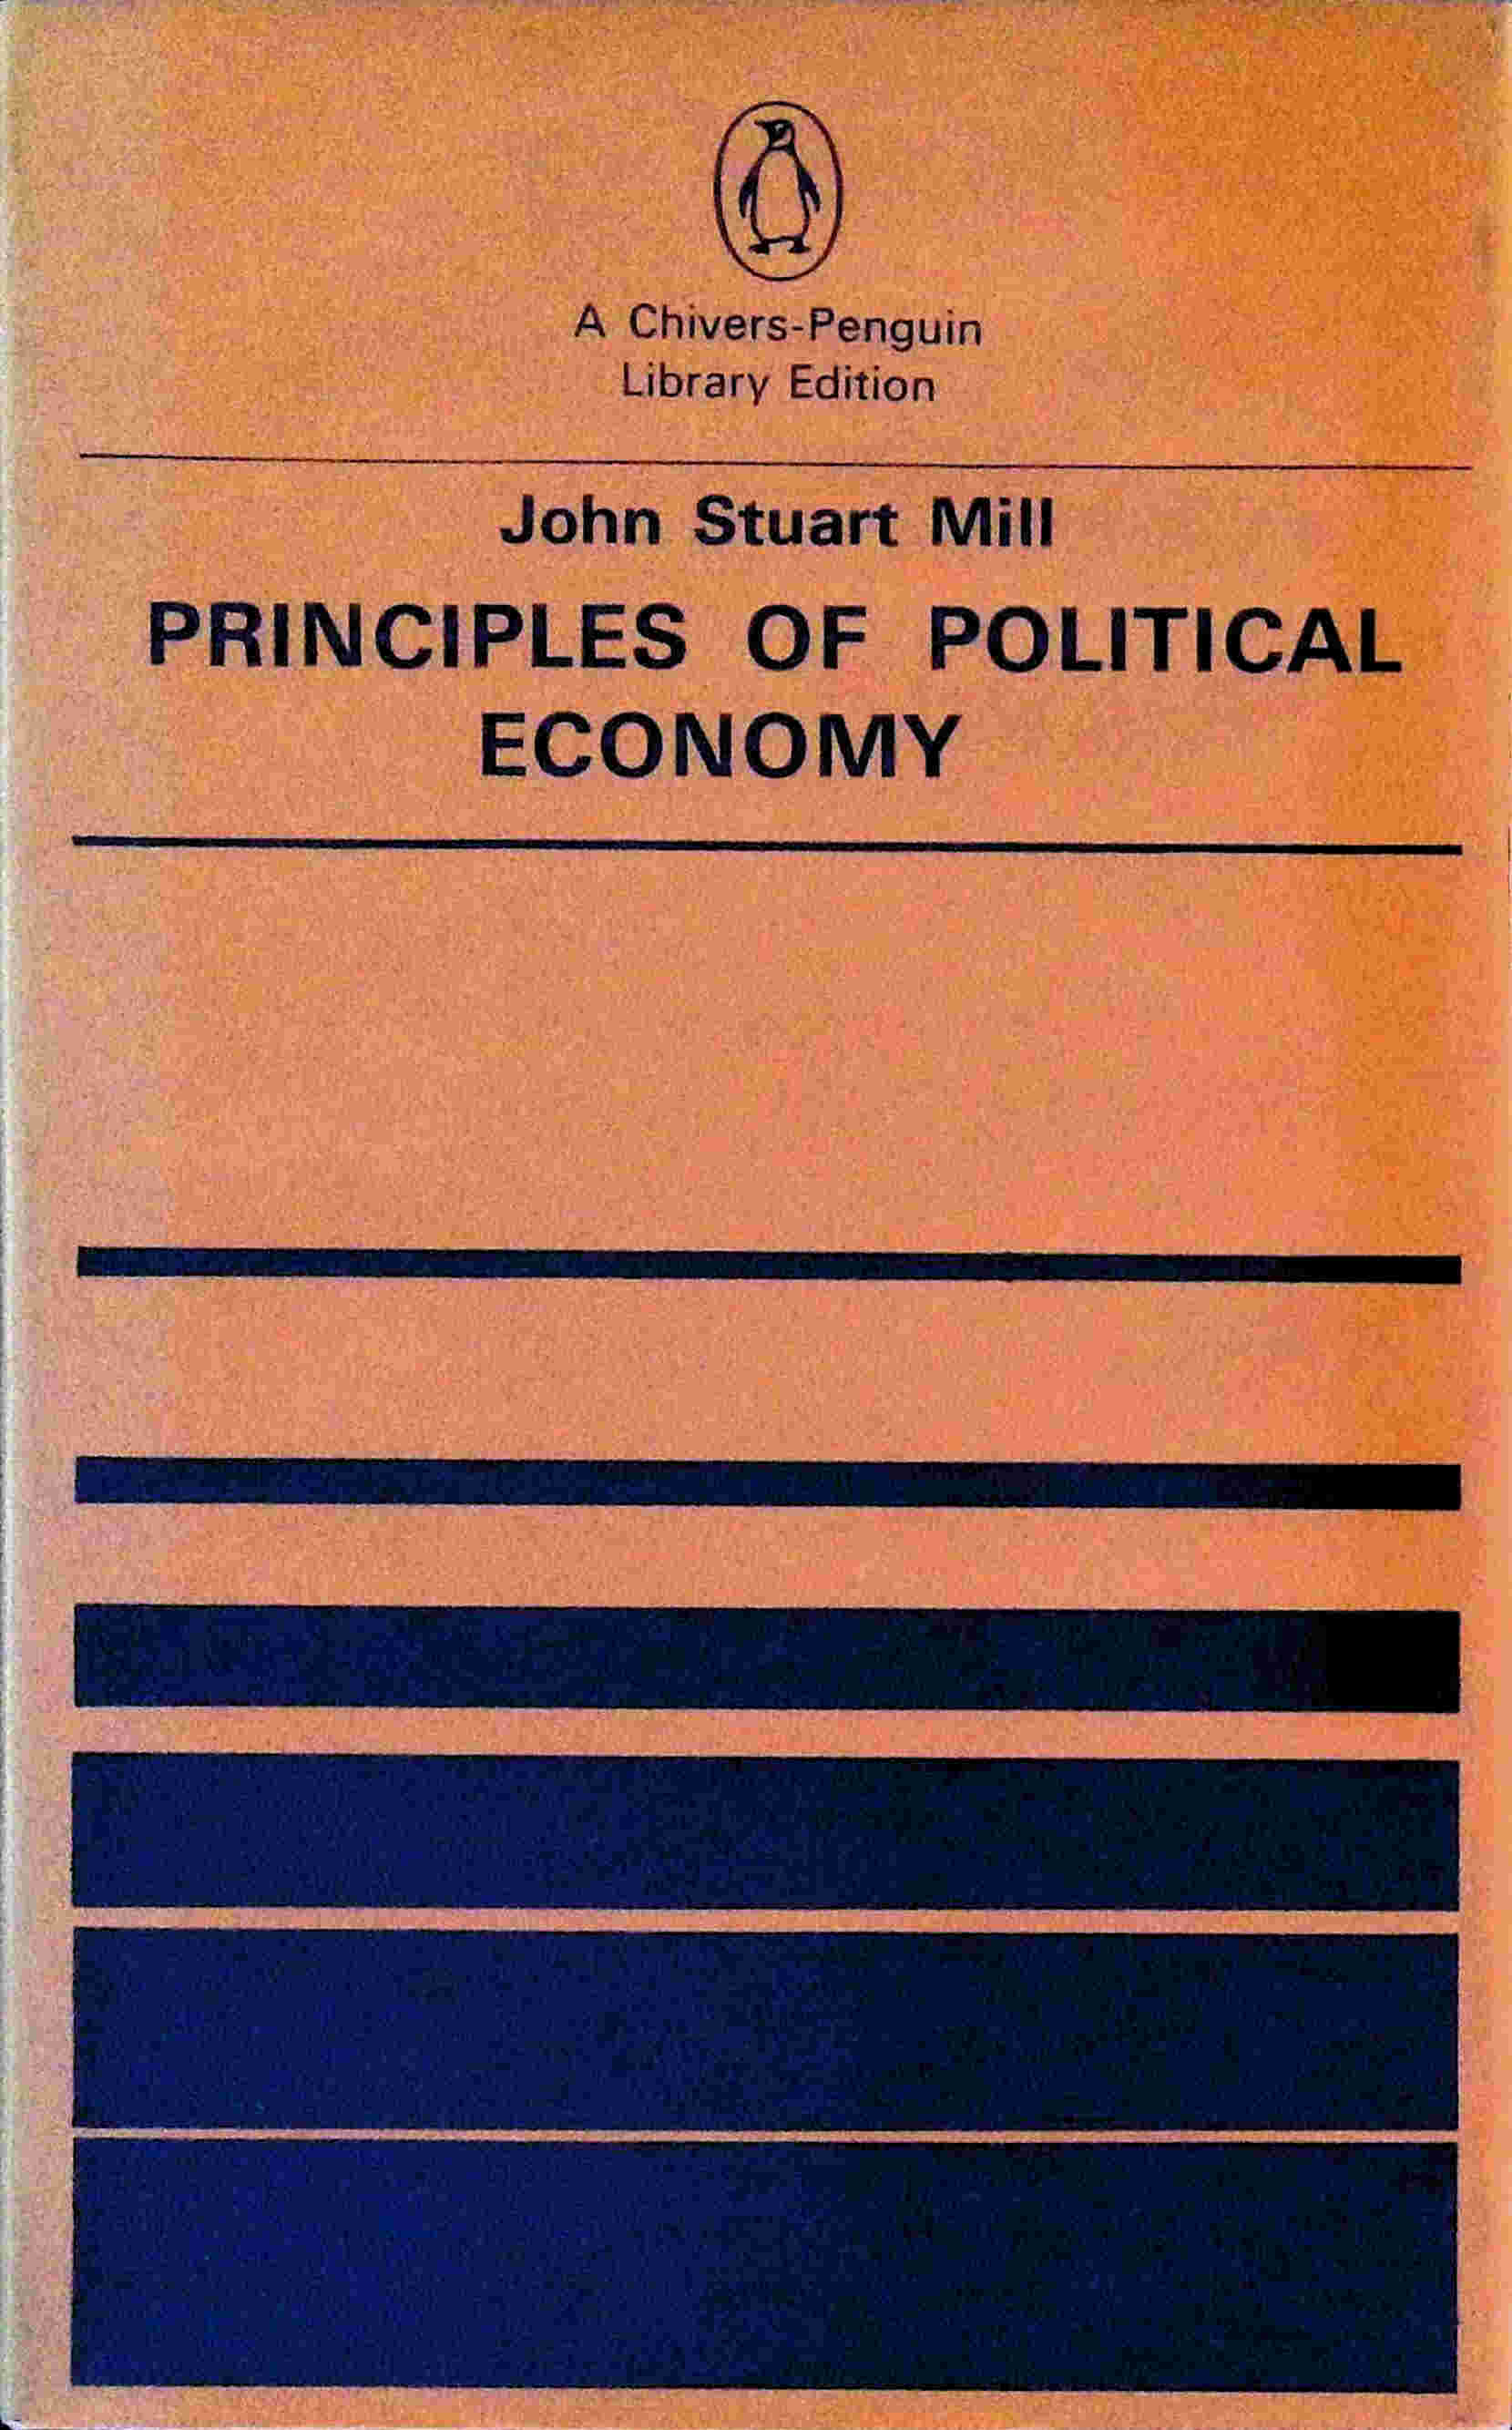 A Chivers-Penguin
Library Edition
John Stuart Mill
PRINCIPLES OF POLITICAL
ECONOMY